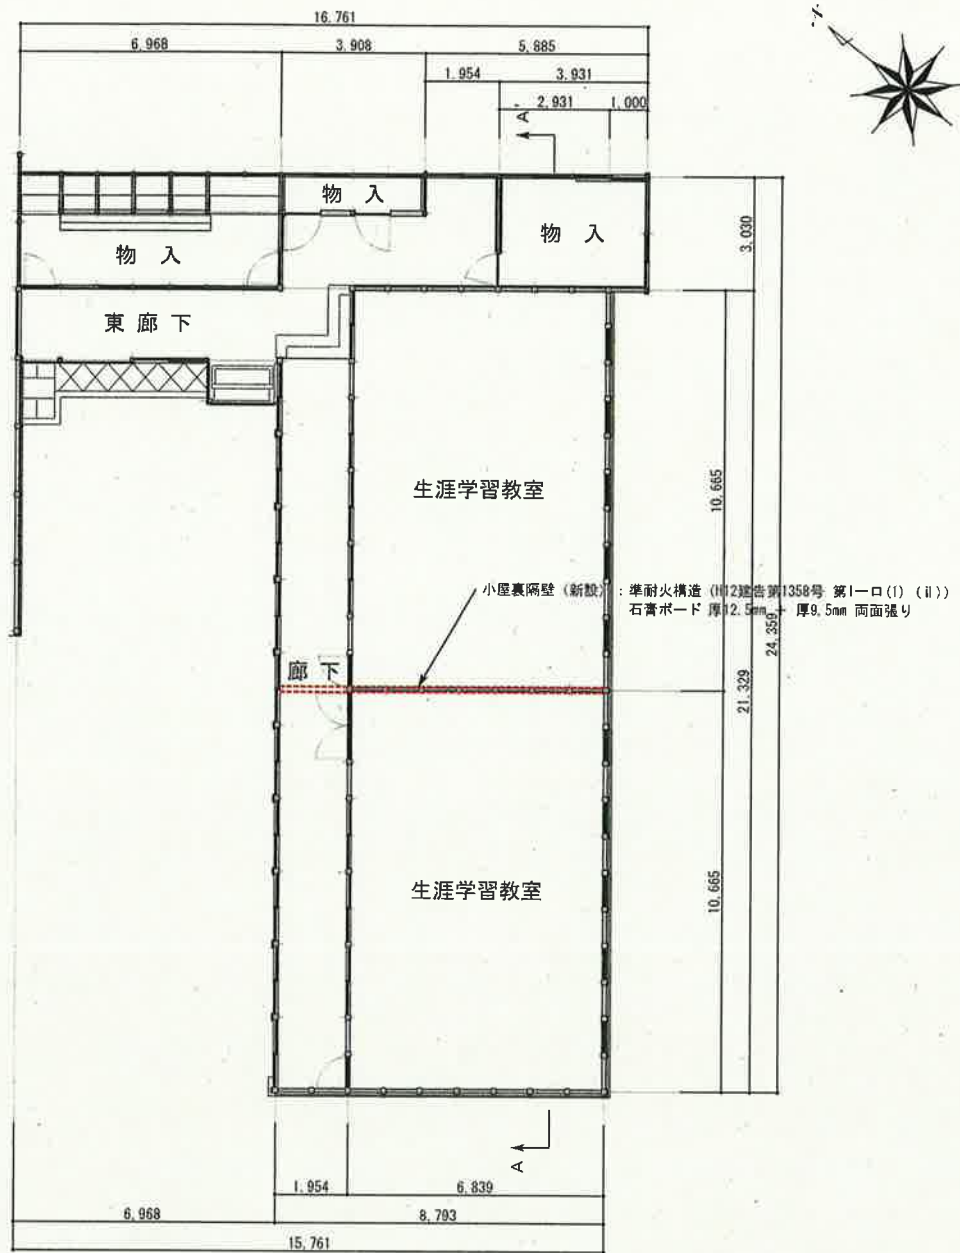 16,761
6,968 3,908 5,885
1,954 3,931
2,931 1,000
A'
物 入
物 入
物 入
3,030
東 廊 下
生涯学習教室
10,665
小屋裏隔壁 (新設) : 準耐火構造 (H12建告第1358号 第1一ロ(1) (ii))
石膏ボード 厚12.5mm + 厚9.5mm 両面張り
24,359
21,329
廊 下
生涯学習教室
10,665
A
1,954 6,839
6,968 8,793
15,761